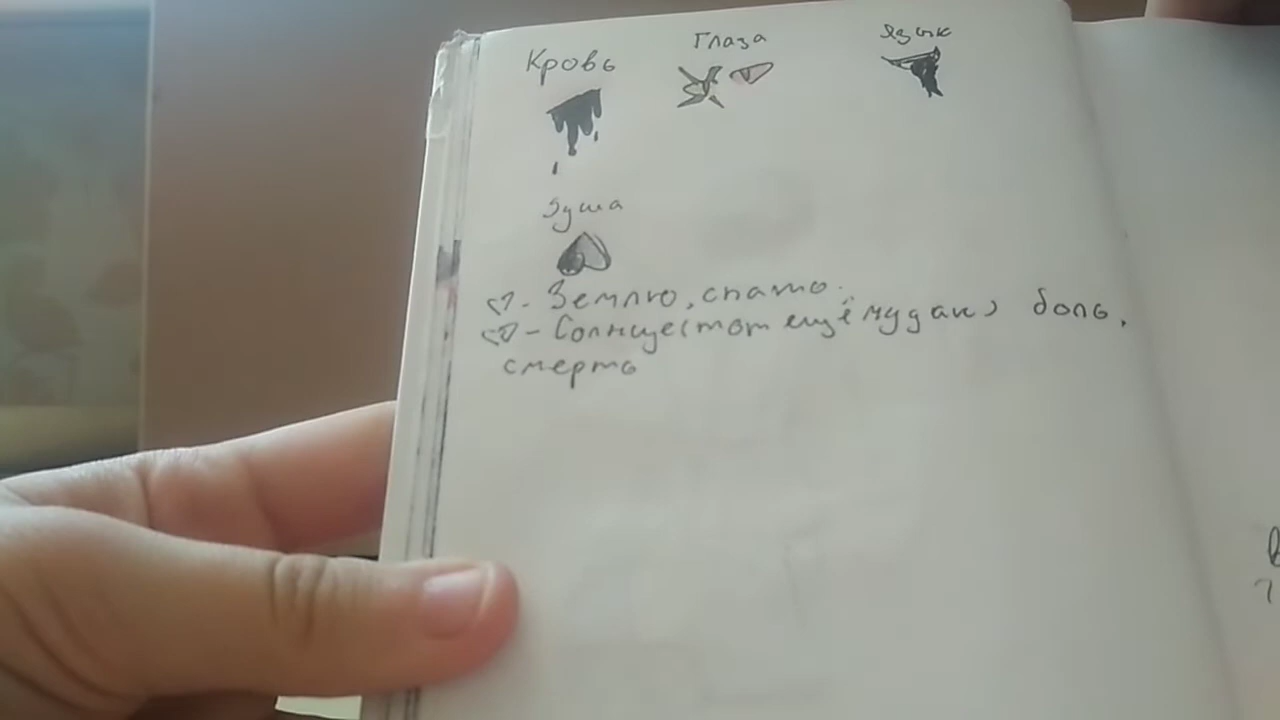 Кровь Глаза Язык
Душа
- Землю, спать.
- Солнце(тот ещё мудак) боль,
смерть